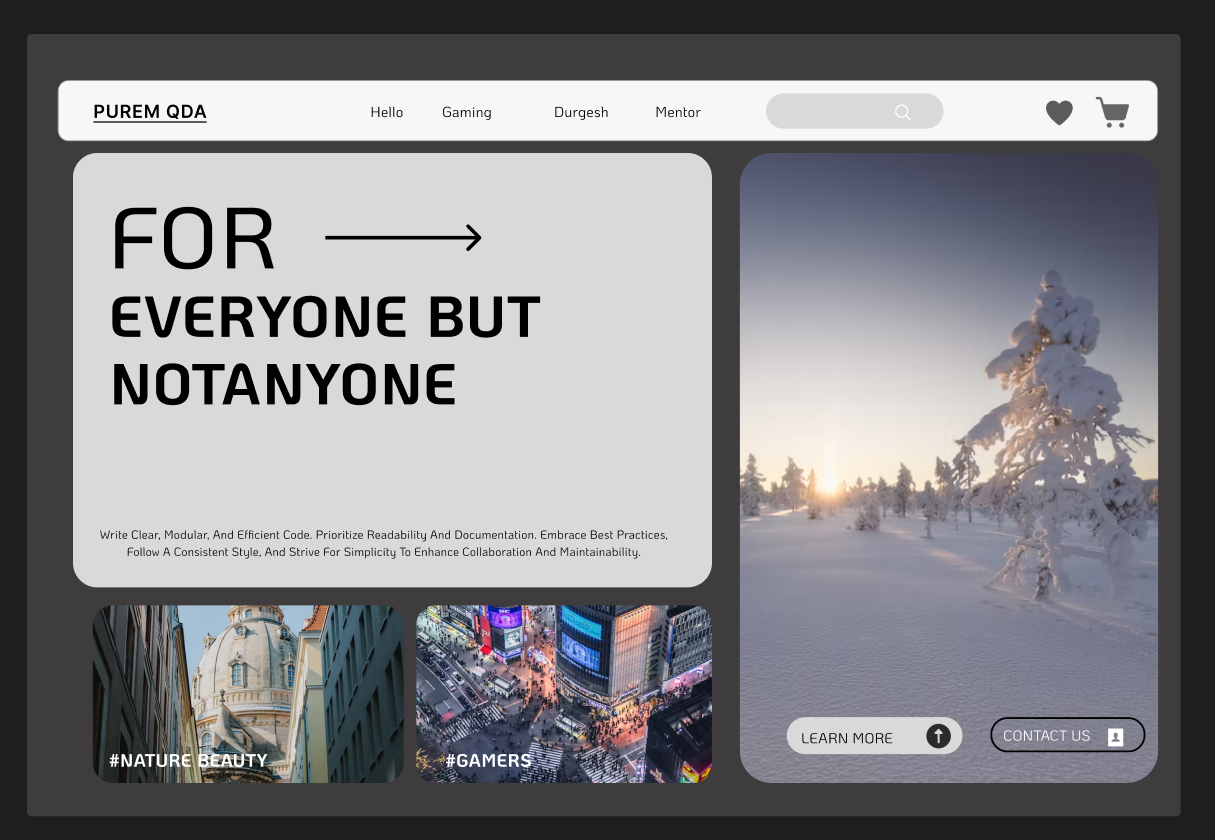 PUREM QDA
Hello
Gaming
Durgesh
Mentor
FOR
EVERYONE BUT
NOTANYONE
Write Clear, Modular, And Efficient Code. Prioritize Readability And Documentation. Embrace Best Practices,
Follow A Consistent Style, And Strive For Simplicity To Enhance Collaboration And Maintainability.
#NATURE BEAUTY
#GAMERS
LEARN MORE
CONTACT US